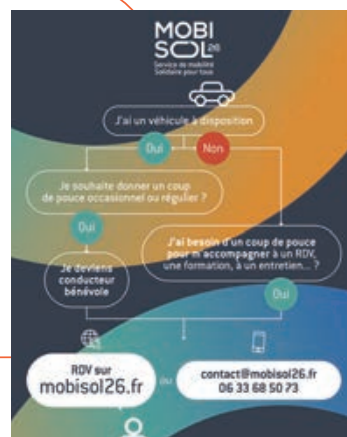 MOBI
SOL26
Service de mobilité
Solidaire pour tous
J'ai un véhicule à disposition
Oui
Non
Je souhaite donner un coup
de pouce occasionnel ou régulier ?
Oui
Je deviens
conducteur
bénévole
J'ai besoin d'un coup de pouce
pour m accompagner à un RDV,
une formation, à un entretien... ?
Oui
RDV sur
mobisol26.fr
ou
contact@mobisol26.fr
06 33 68 50 73